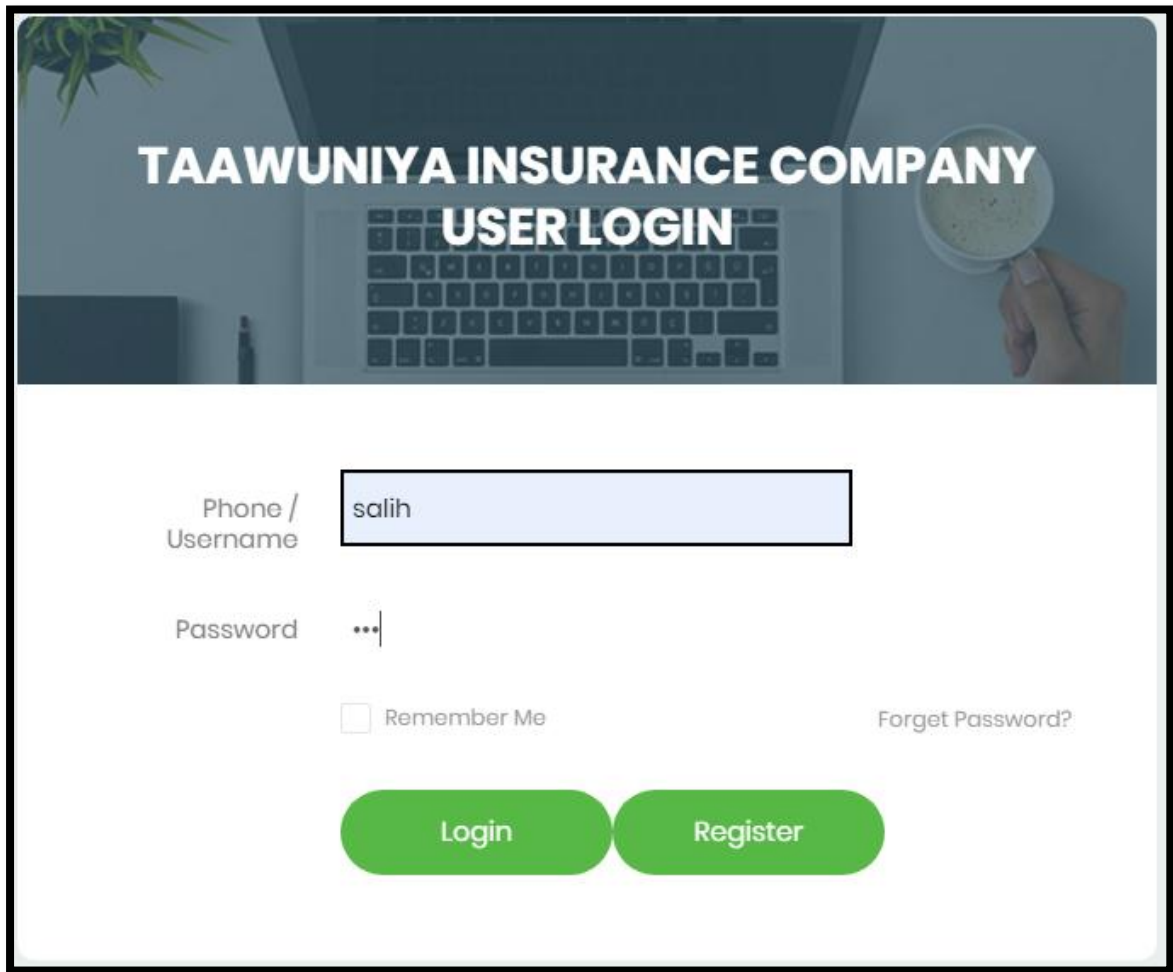 TAAWUNIYA INSURANCE COMPANY
USER LOGIN
Phone /
Username
salih
Password
•••
Remember Me
Forget Password?
Login
Register